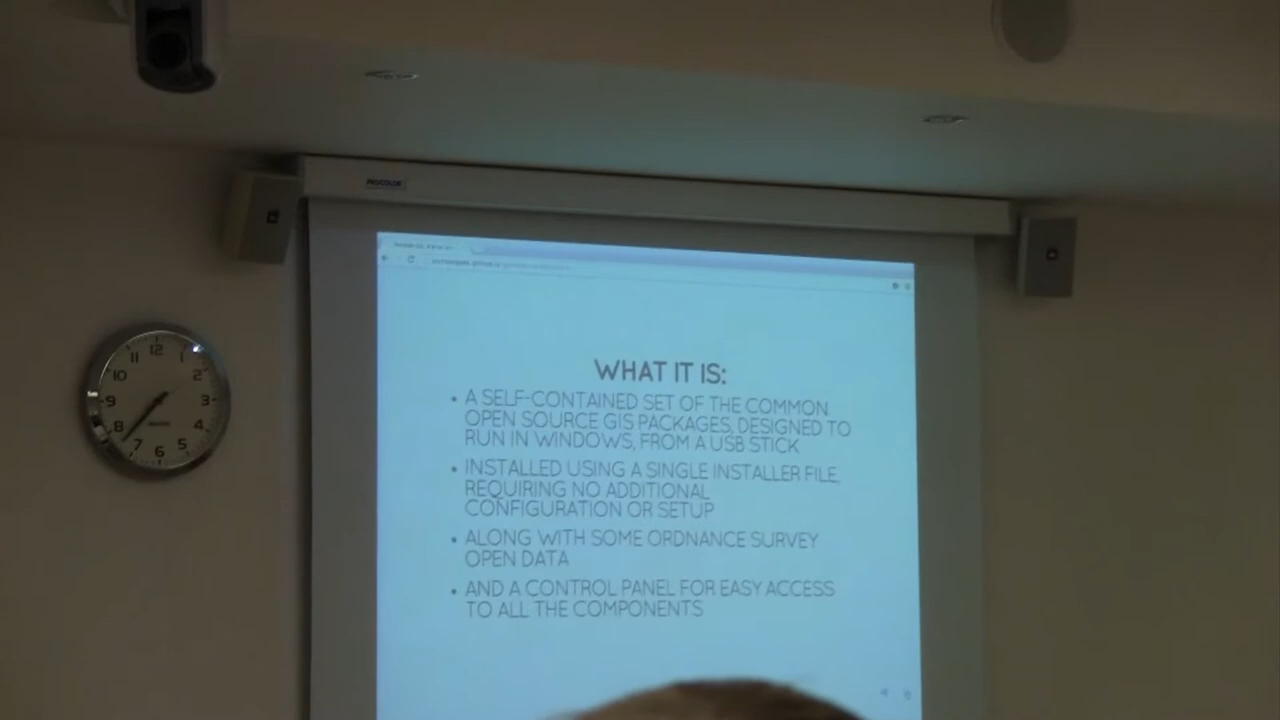 PROCOLOR
WHAT IT IS:
• A SELF-CONTAINED SET OF THE COMMON
OPEN SOURCE GIS PACKAGES, DESIGNED TO
RUN IN WINDOWS, FROM A USB STICK
• INSTALLED USING A SINGLE INSTALLER FILE,
REQUIRING NO ADDITIONAL
CONFIGURATION OR SETUP
• ALONG WITH SOME ORDNANCE SURVEY
OPEN DATA
• AND A CONTROL PANEL FOR EASY ACCESS
TO ALL THE COMPONENTS
12
11 1
10 2
9 3
8 4
7 5
6